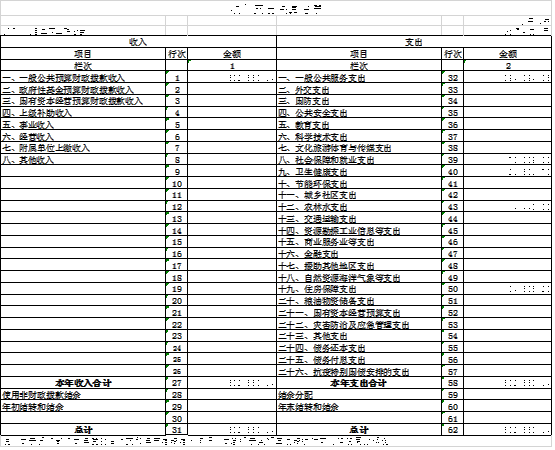 收入 支出
项目 行次 金额 项目 行次 金额
栏次 1 栏次 2
一、一般公共预算财政拨款收入 1 一、一般公共服务支出 32
二、政府性基金预算财政拨款收入 2 二、外交支出 33
三、国有资本经营预算财政拨款收入 3 三、国防支出 34
四、上级补助收入 4 四、公共安全支出 35
五、事业收入 5 五、教育支出 36
六、经营收入 6 六、科学技术支出 37
七、附属单位上缴收入 7 七、文化旅游体育与传媒支出 38
八、其他收入 8 八、社会保障和就业支出 39
9 九、卫生健康支出 40
10 十、节能环保支出 41
11 十一、城乡社区支出 42
12 十二、农林水支出 43
13 十三、交通运输支出 44
14 十四、资源勘探工业信息等支出 45
15 十五、商业服务业等支出 46
16 十六、金融支出 47
17 十七、援助其他地区支出 48
18 十八、自然资源海洋气象等支出 49
19 十九、住房保障支出 50
20 二十、粮油物资储备支出 51
21 二十一、国有资本经营预算支出 52
22 二十二、灾害防治及应急管理支出 53
23 二十三、其他支出 54
24 二十四、债务还本支出 55
25 二十五、债务付息支出 56
26 二十六、抗疫特别国债安排的支出 57
本年收入合计 27 本年支出合计 58
使用非财政拨款结余 28 结余分配 59
年初结转和结余 29 年末结转和结余 60
30 61
总计 31 总计 62